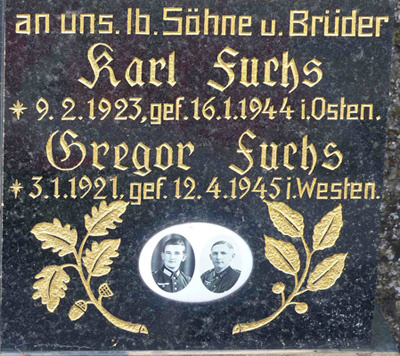 an uns. lb. Söhne u. Brüder
Karl Fuchs
* 9. 2. 1923, gef. 16. 1. 1944 i. Osten.
Gregor Fuchs
* 3. 1. 1921, gef. 12. 4. 1945 i. Westen.